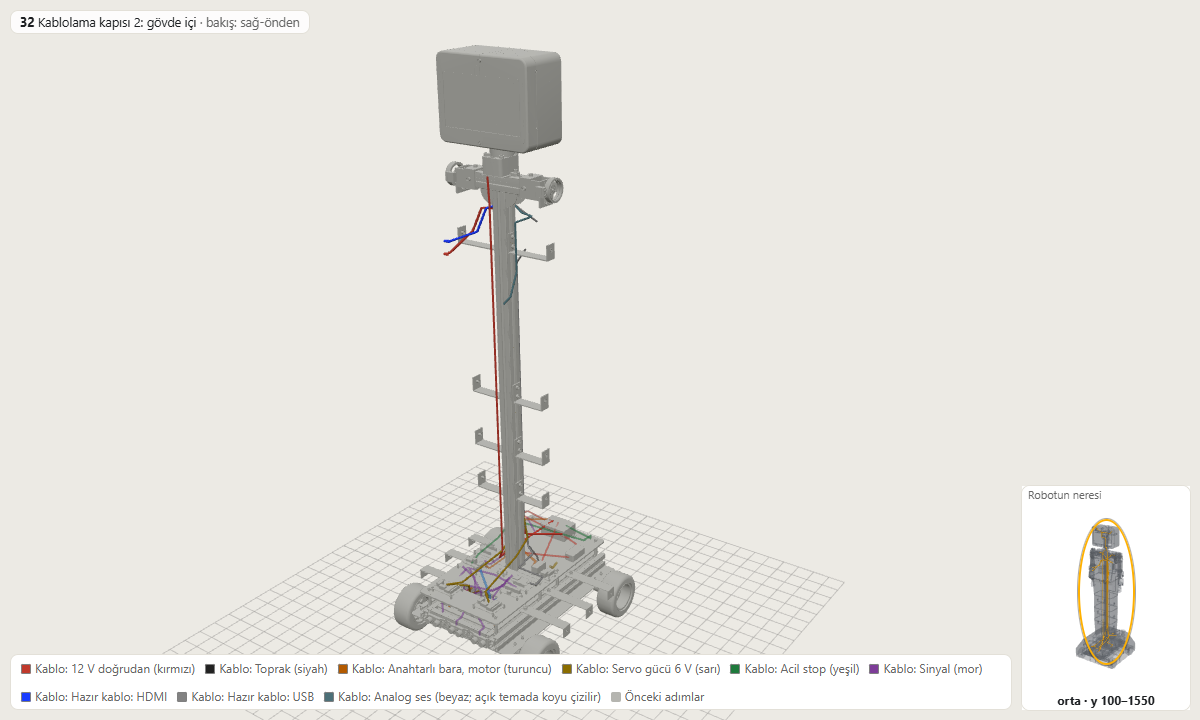 32 Kablolama kapısı 2: gövde içi · bakış: sağ-önden
Robotun neresi
orta · y 100–1550
Kablo: 12 V doğrudan (kırmızı) Kablo: Toprak (siyah) Kablo: Anahtarlı bara, motor (turuncu) Kablo: Servo gücü 6 V (sarı) Kablo: Acil stop (yeşil) Kablo: Sinyal (mor)
Kablo: Hazır kablo: HDMI Kablo: Hazır kablo: USB Kablo: Analog ses (beyaz; açık temada koyu çizilir) Önceki adımlar